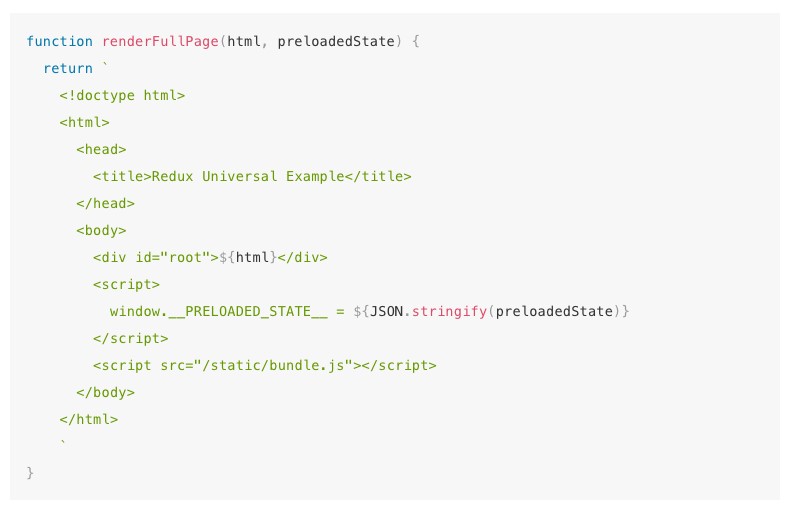 function renderFullPage(html, preloadedState) {
  return `
    <!doctype html>
    <html>
      <head>
        <title>Redux Universal Example</title>
      </head>
      <body>
        <div id="root">${html}</div>
        <script>
          window.__PRELOADED_STATE__ = ${JSON.stringify(preloadedState)}
        </script>
        <script src="/static/bundle.js"></script>
      </body>
    </html>
    `
}